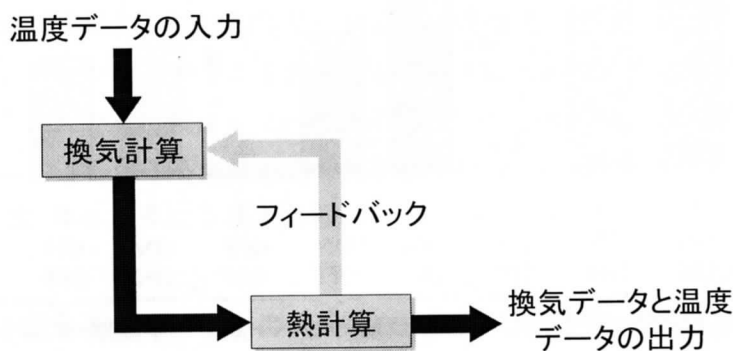 温度データの入力
換気計算
フィードバック
熱計算
換気データと温度
データの出力